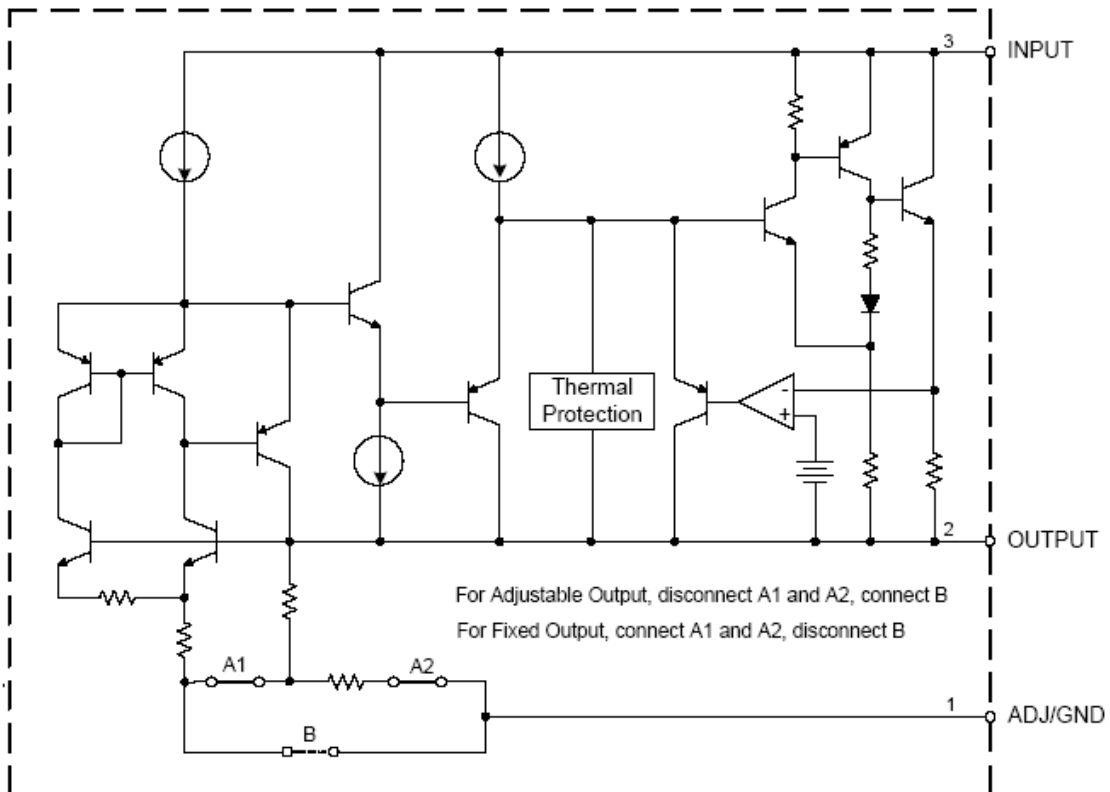 3
INPUT
Thermal
Protection
-
+
2
OUTPUT
For Adjustable Output, disconnect A1 and A2, connect B
For Fixed Output, connect A1 and A2, disconnect B
A1
A2
1
ADJ/GND
B